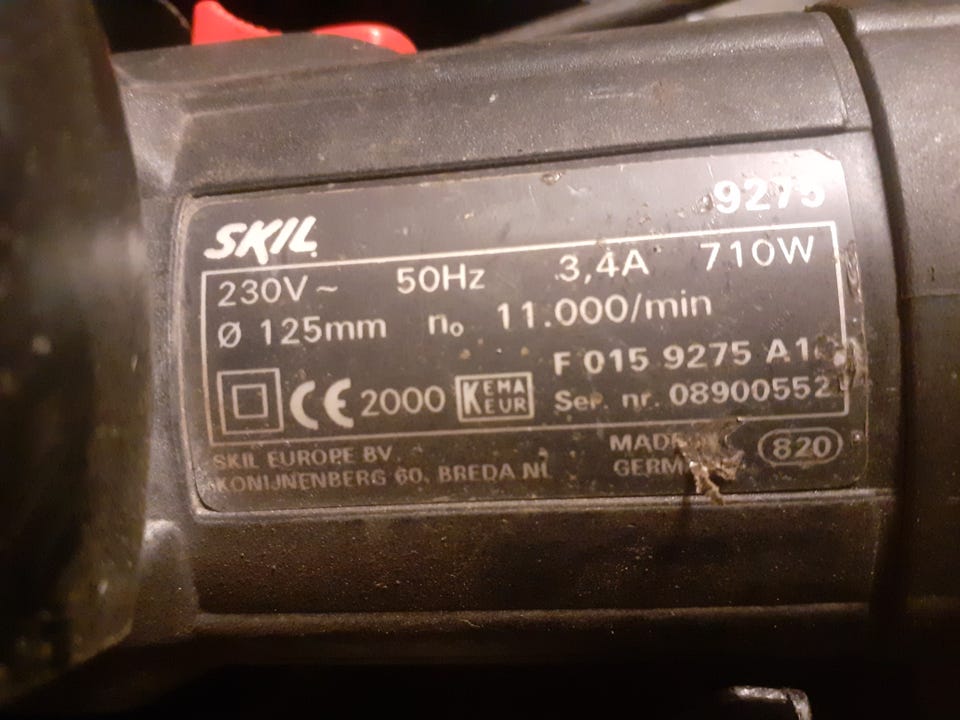 SKIL 9275
230V~ 50Hz 3,4A 710W
Ø 125mm n₀ 11.000/min
F 015 9275
CE 2000 KEMA KEUR Ser. nr. 08900552
SKIL EUROPE BV. MADE
KONIJNENBERG 60, BREDA NL 820